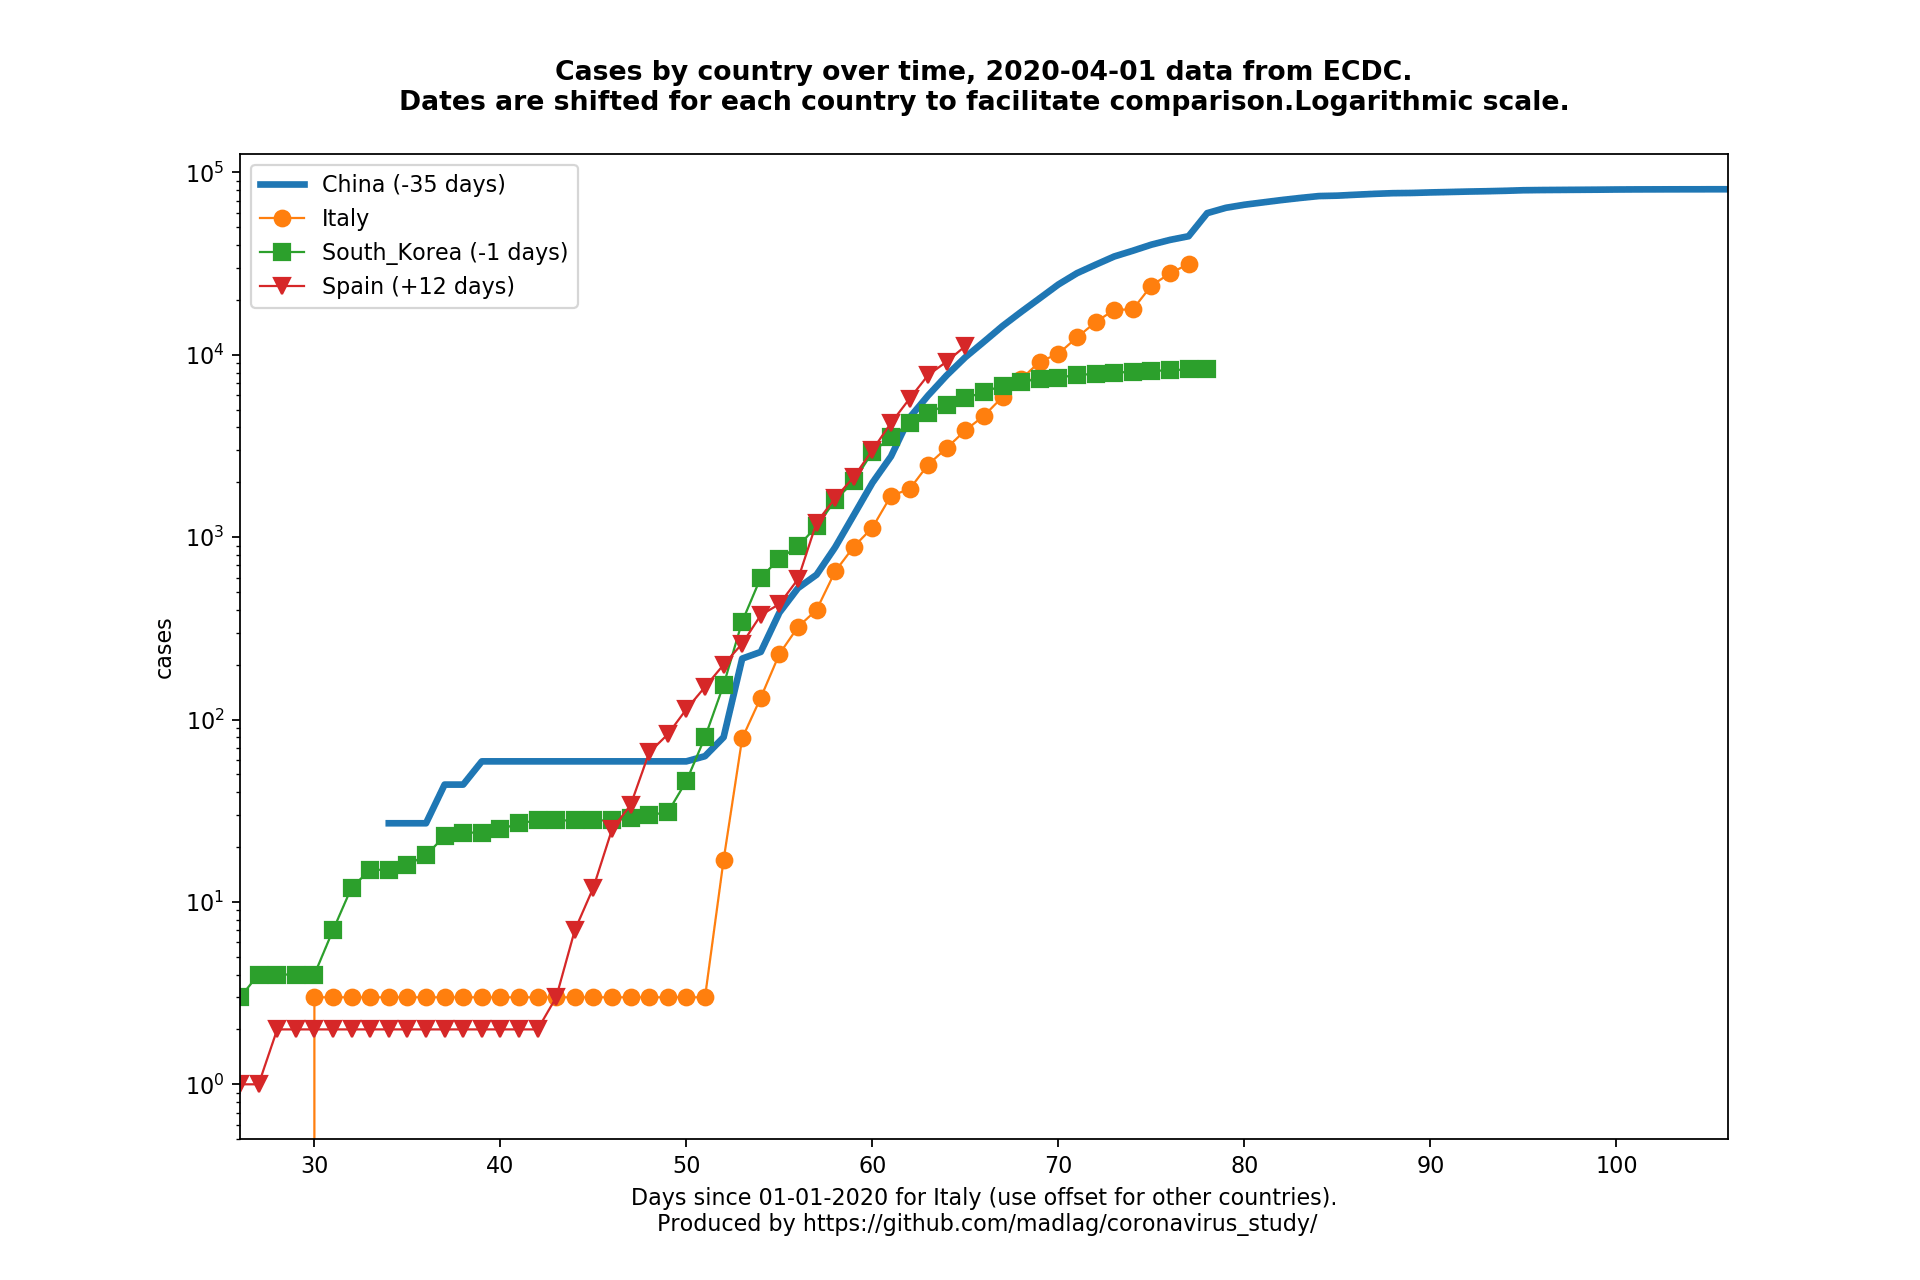 Cases by country over time, 2020-04-01 data from ECDC.
Dates are shifted for each country to facilitate comparison.Logarithmic scale.
10⁵
10⁴
10³
10²
10¹
10⁰
cases
China (-35 days)
Italy
South_Korea (-1 days)
Spain (+12 days)
30 40 50 60 70 80 90 100
Days since 01-01-2020 for Italy (use offset for other countries).
Produced by https://github.com/madlag/coronavirus_study/